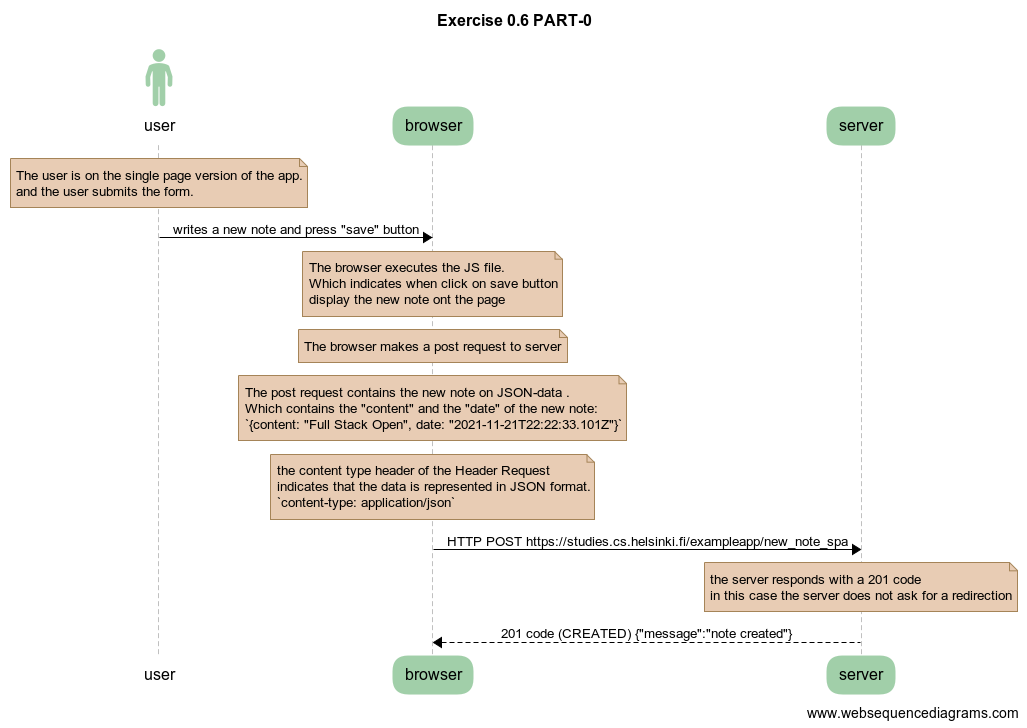 Exercise 0.6 PART-0
user
browser
server
The user is on the single page version of the app.
and the user submits the form.
writes a new note and press "save" button
The browser executes the JS file.
Which indicates when click on save button
display the new note ont the page
The browser makes a post request to server
The post request contains the new note on JSON-data .
Which contains the "content" and the "date" of the new note:
`{content: "Full Stack Open", date: "2021-11-21T22:22:33.101Z"}`
the content type header of the Header Request
indicates that the data is represented in JSON format.
`content-type: application/json`
HTTP POST https://studies.cs.helsinki.fi/exampleapp/new_note_spa
the server responds with a 201 code
in this case the server does not ask for a redirection
201 code (CREATED) {"message":"note created"}
user
browser
server
www.websequencediagrams.com